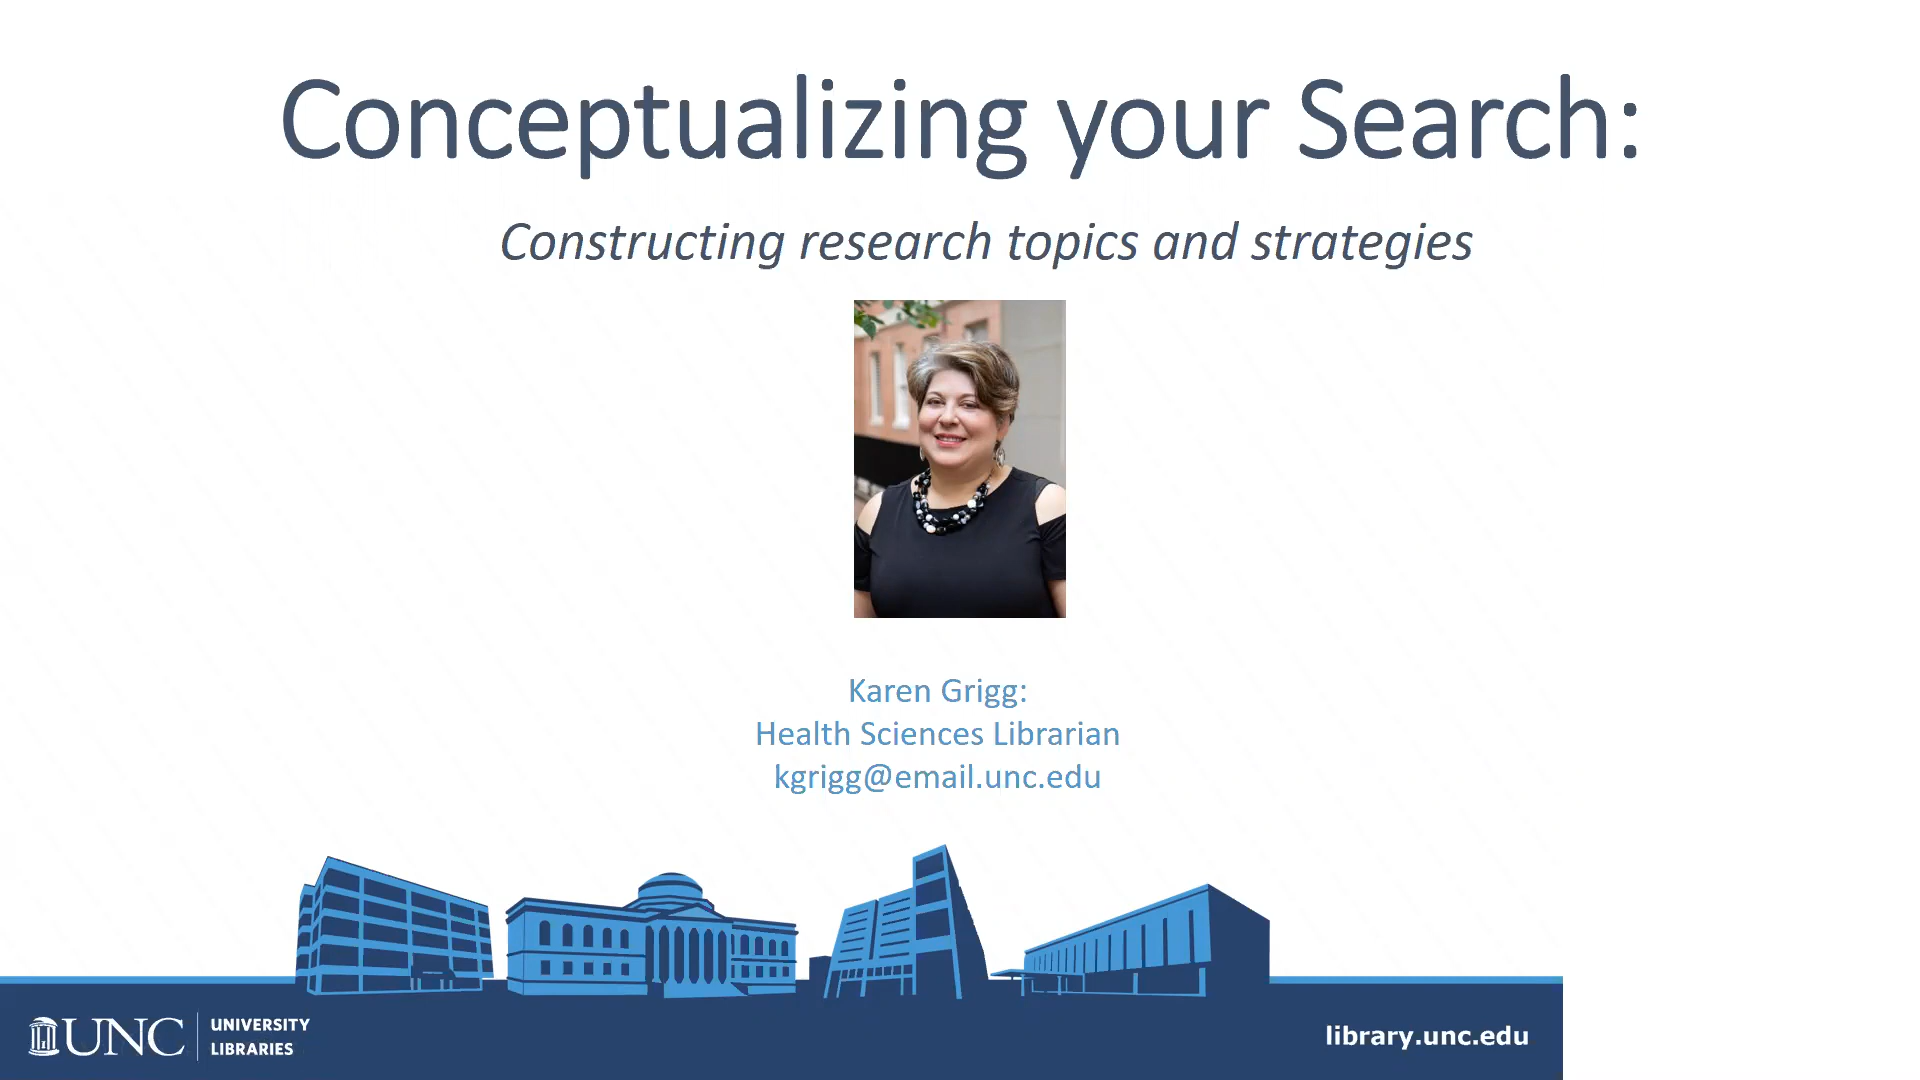 Conceptualizing your Search:
Constructing research topics and strategies
Karen Grigg:
Health Sciences Librarian
kgrigg@email.unc.edu
UNC
UNIVERSITY
LIBRARIES
library.unc.edu